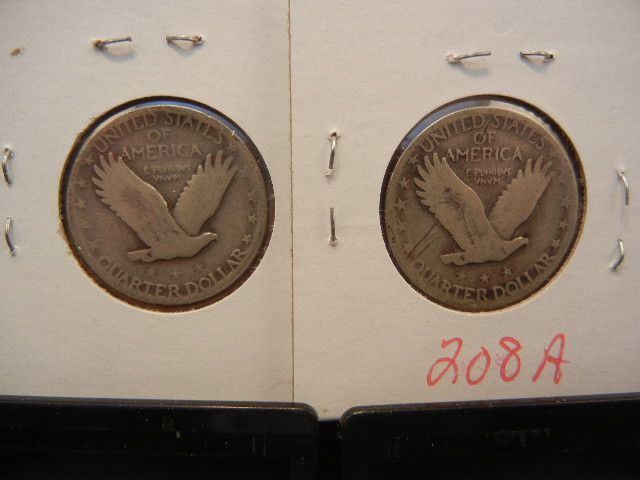 UNITED STATES
OF
AMERICA
E PLURIBUS
UNUM
QUARTER DOLLAR
UNITED STATES
OF
AMERICA
E PLURIBUS
UNUM
QUARTER DOLLAR
208A